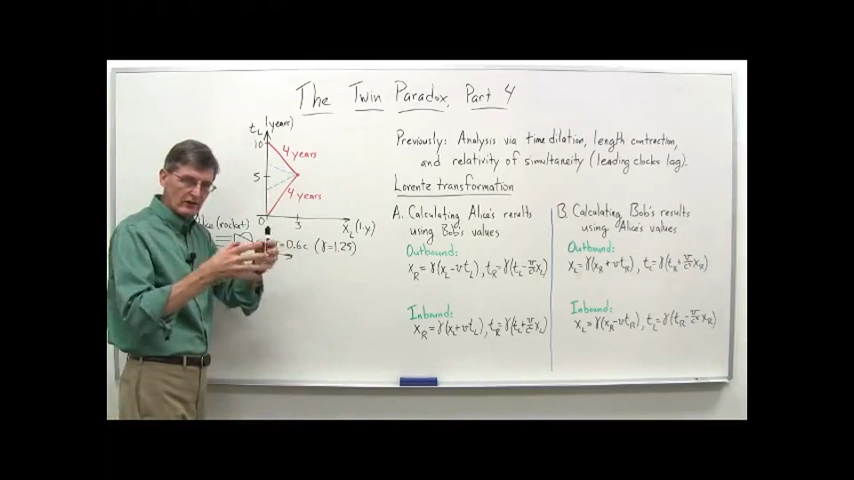 The Twin Paradox, Part 4
t_L (years)
10
5
0
3
x_L (l.y.)
4 years
4 years
(rocket)
=0.6c (γ=1.25)
Previously: Analysis via time dilation, length contraction,
and relativity of simultaneity (leading clocks lag).
Lorentz transformation
A. Calculating Alice's results
using Bob's values
Outbound:
x_R = γ(x_L - vt_L), t_R = γ(t_L - v/c² x_L)
Inbound:
x_R = γ(x_L + vt_L), t_R = γ(t_L + v/c² x_L)
B. Calculating Bob's results
using Alice's values
Outbound:
x_L = γ(x_R + vt_R), t_L = γ(t_R + v/c² x_R)
Inbound:
x_L = γ(x_R - vt_R), t_L = γ(t_R - v/c² x_R)